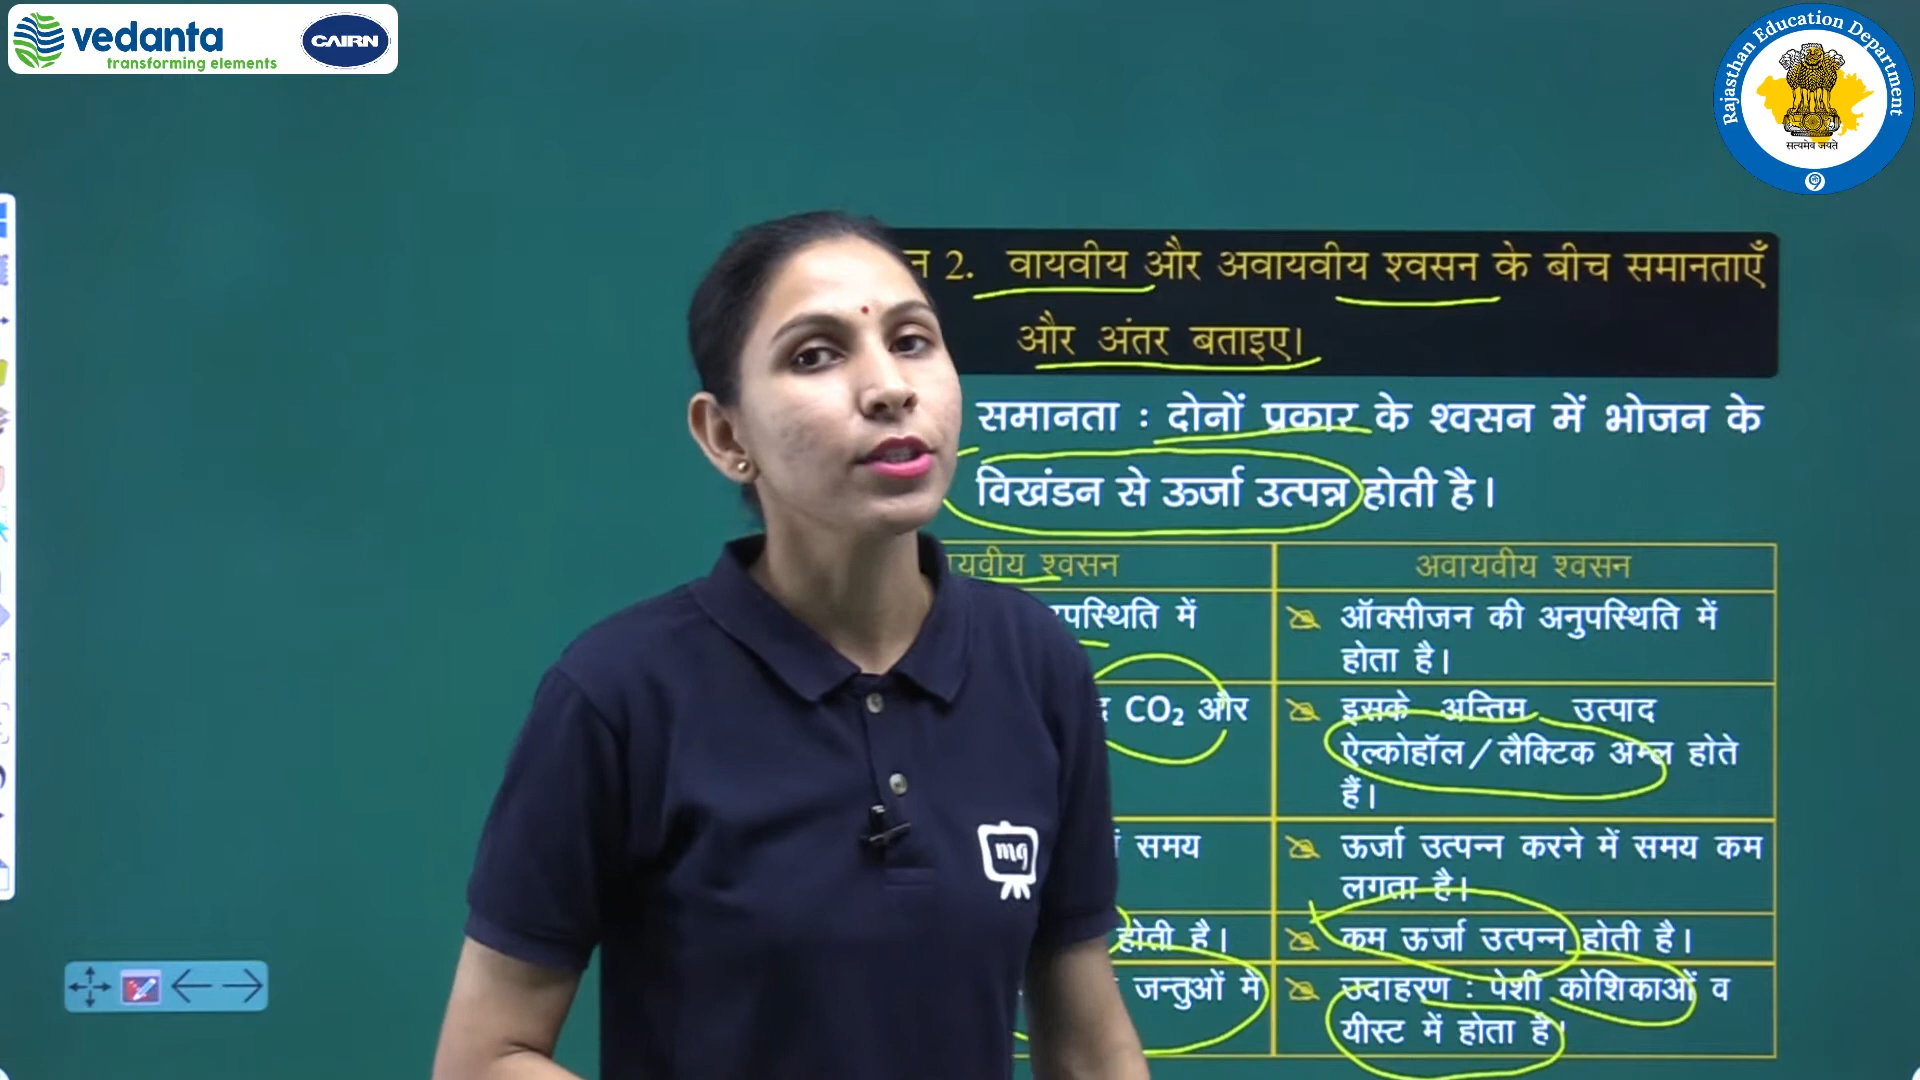 vedanta
transforming elements
CAIRN
Rajasthan Education Department
सत्यमेव जयते
2. वायवीय और अवायवीय श्वसन के बीच समानताएँ
और अंतर बताइए।
समानता : दोनों प्रकार के श्वसन में भोजन के
विखंडन से ऊर्जा उत्पन्न होती है।
श्वसन
अवायवीय श्वसन
में
ऑक्सीजन की अनुपस्थिति में
होता है।
CO₂ और
इसके अन्तिम उत्पाद
ऐल्कोहॉल/लैक्टिक अम्ल होते
हैं।
समय
ऊर्जा उत्पन्न करने में समय कम
लगता है।
होती है।
कम ऊर्जा उत्पन्न होती है।
जन्तुओं में
उदाहरण : पेशी कोशिकाओं व
यीस्ट में होता है।
mg